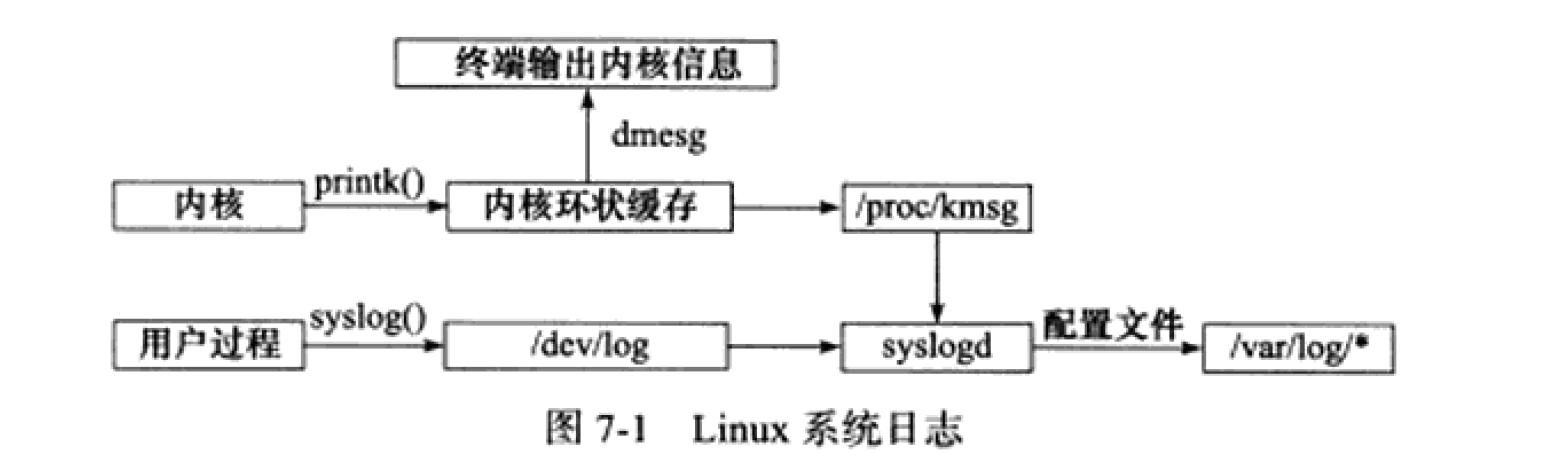 终端输出内核信息
dmesg
内核
printk()
内核环状缓存
/proc/kmsg
用户过程
syslog()
/dev/log
syslogd
配置文件
/var/log/*
图 7-1 Linux 系统日志